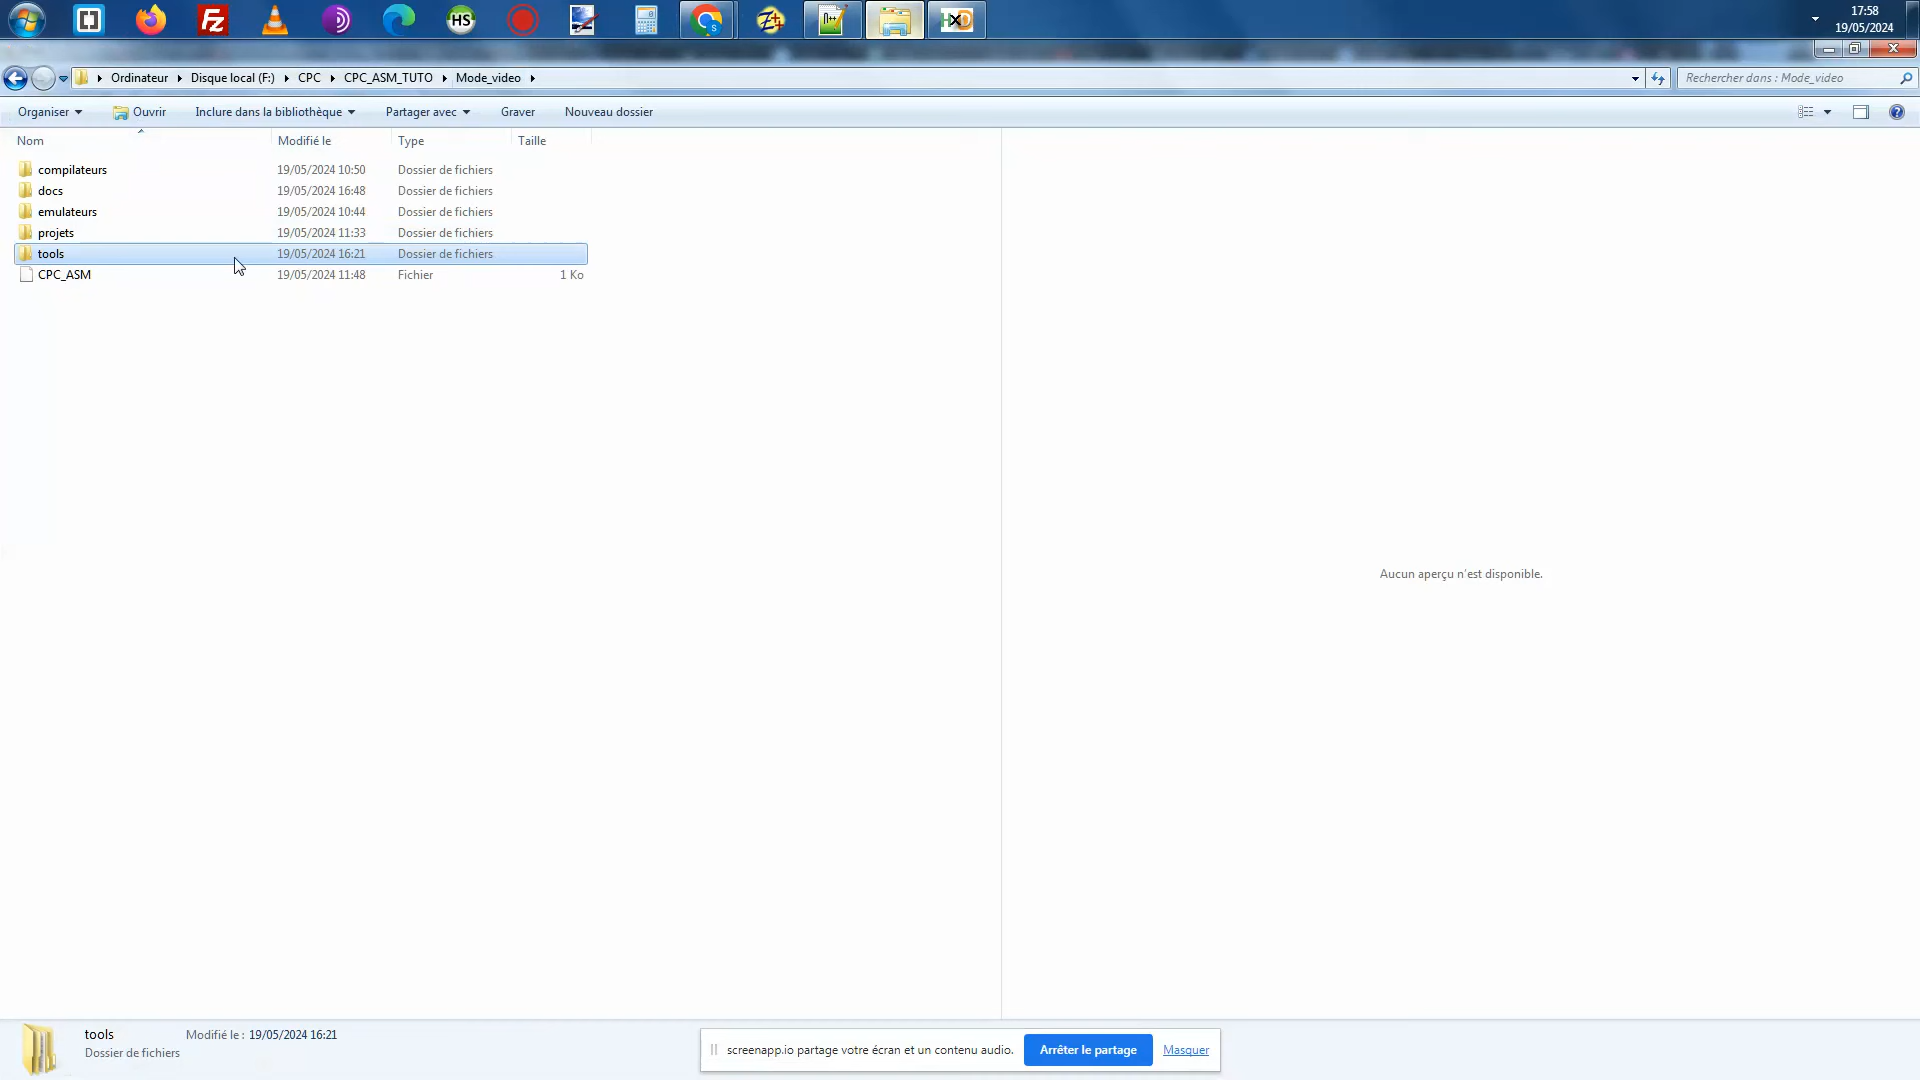 HS
n++
HXD
17:58
19/05/2024
Ordinateur Disque local (F:) CPC CPC_ASM_TUTO Mode_video
Rechercher dans : Mode_video
Organiser Ouvrir Inclure dans la bibliothèque Partager avec Graver Nouveau dossier
Nom Modifié le Type Taille
compilateurs 19/05/2024 10:50 Dossier de fichiers
docs 19/05/2024 16:48 Dossier de fichiers
emulateurs 19/05/2024 10:44 Dossier de fichiers
projets 19/05/2024 11:33 Dossier de fichiers
tools 19/05/2024 16:21 Dossier de fichiers
CPC_ASM 19/05/2024 11:48 Fichier 1 Ko
Aucun aperçu n'est disponible.
tools Modifié le : 19/05/2024 16:21
Dossier de fichiers
screenapp.io partage votre écran et un contenu audio. Arrêter le partage Masquer